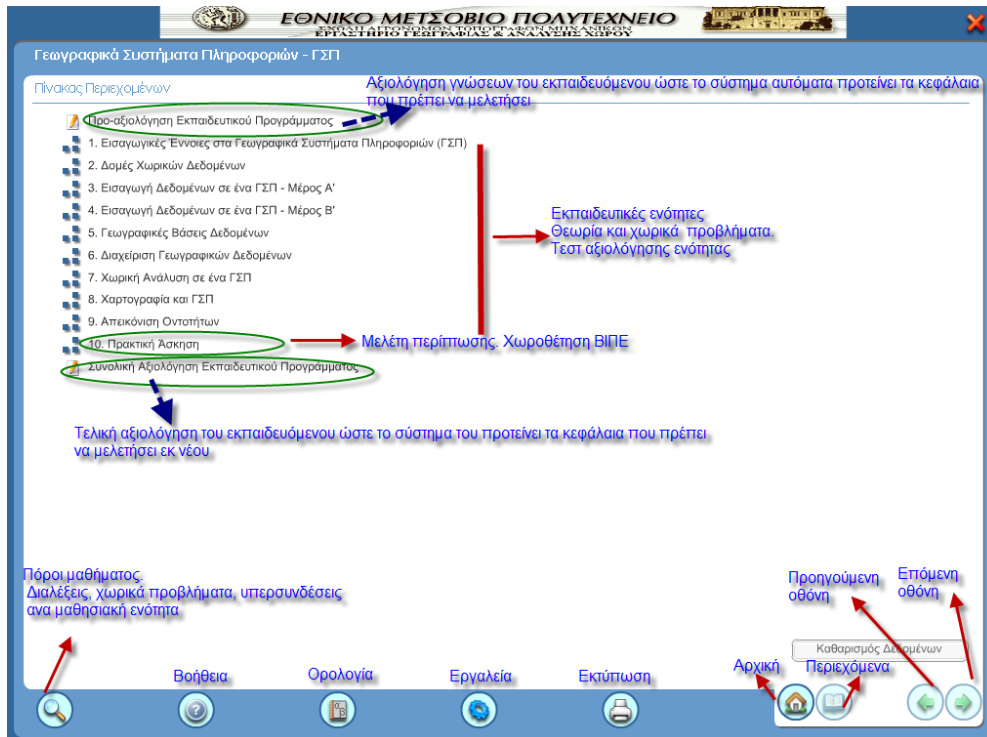 ΕΘΝΙΚΟ ΜΕΤΣΟΒΙΟ ΠΟΛΥΤΕΧΝΕΙΟ
ΣΧΟΛΗ ΑΓΡΟΝΟΜΩΝ ΤΟΠΟΓΡΑΦΩΝ ΜΗΧΑΝΙΚΩΝ
ΕΡΓΑΣΤΗΡΙΟ ΓΕΩΓΡΑΦΙΑΣ & ΑΝΑΛΥΣΗΣ ΧΩΡΟΥ
Γεωγραφικά Συστήματα Πληροφοριών - ΓΣΠ
Πίνακας Περιεχομένων
Αξιολόγηση γνώσεων του εκπαιδευόμενου ώστε το σύστημα αυτόματα προτείνει τα κεφάλαια
που πρέπει να μελετήσει
Προ-αξιολόγηση Εκπαιδευτικού Προγράμματος
1. Εισαγωγικές Έννοιες στα Γεωγραφικά Συστήματα Πληροφοριών (ΓΣΠ)
2. Δομές Χωρικών Δεδομένων
3. Εισαγωγή Δεδομένων σε ένα ΓΣΠ - Μέρος Α'
4. Εισαγωγή Δεδομένων σε ένα ΓΣΠ - Μέρος Β'
5. Γεωγραφικές Βάσεις Δεδομένων
6. Διαχείριση Γεωγραφικών Δεδομένων
7. Χωρική Ανάλυση σε ένα ΓΣΠ
8. Χαρτογραφία και ΓΣΠ
9. Απεικόνιση Οντοτήτων
10. Πρακτική Άσκηση
Συνολική Αξιολόγηση Εκπαιδευτικού Προγράμματος
Εκπαιδευτικές ενότητες
Θεωρία και χωρικά προβλήματα.
Τεστ αξιολόγησης ενότητας
Μελέτη περίπτωσης. Χωροθέτηση ΒΙΠΕ
Τελική αξιολόγηση του εκπαιδευόμενου ώστε το σύστημα του προτείνει τα κεφάλαια που πρέπει
να μελετήσει εκ νέου
Πόροι μαθήματος.
Διαλέξεις, χωρικά προβλήματα, υπερσυνδέσεις
ανα μαθησιακή ενότητα
Προηγούμενη
οθόνη
Επόμενη
οθόνη
Καθαρισμός Δεδομένων
Βοήθεια
Ορολογία
Εργαλεία
Εκτύπωση
Αρχική
Περιεχόμενα